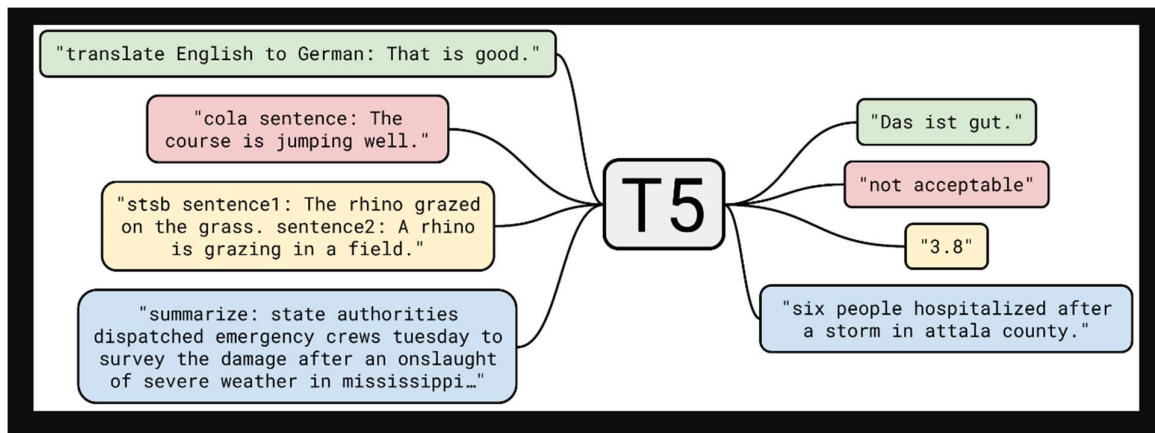 "translate English to German: That is good."
"cola sentence: The
course is jumping well."
"stsb sentence1: The rhino grazed
on the grass. sentence2: A rhino
is grazing in a field."
"summarize: state authorities
dispatched emergency crews tuesday to
survey the damage after an onslaught
of severe weather in mississippi…"
T5
"Das ist gut."
"not acceptable"
"3.8"
"six people hospitalized after
a storm in attala county."